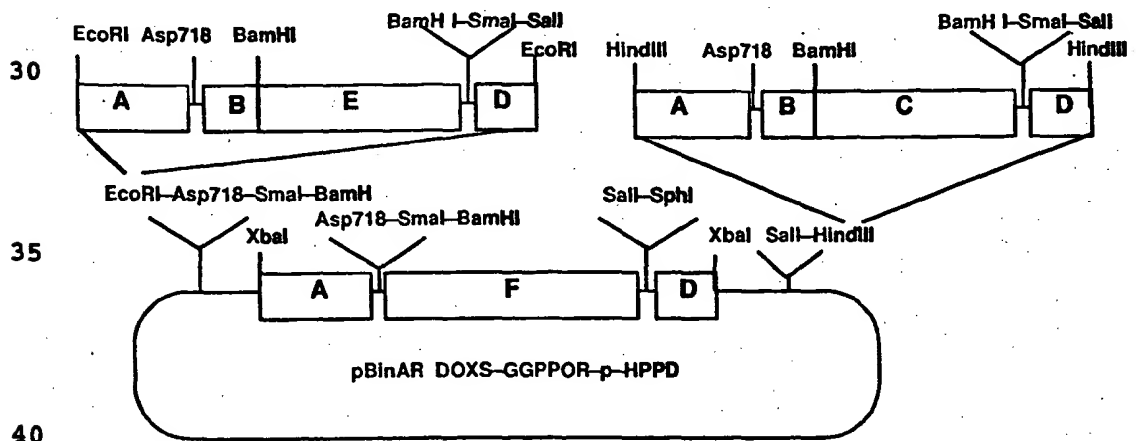 BamH I–SmaI–SalI
BamH I–SmaI–SalI
EcoRI Asp718 BamHI
EcoRI
HindIII Asp718 BamHI
HindIII
30
A B E D
A B C D
EcoRI–Asp718–SmaI–BamH
SalI–SphI
Asp718–SmaI–BamHI
35
XbaI
XbaI SalI–HindIII
A F D
pBinAR DOXS–GGPPOR–p–HPPD
40